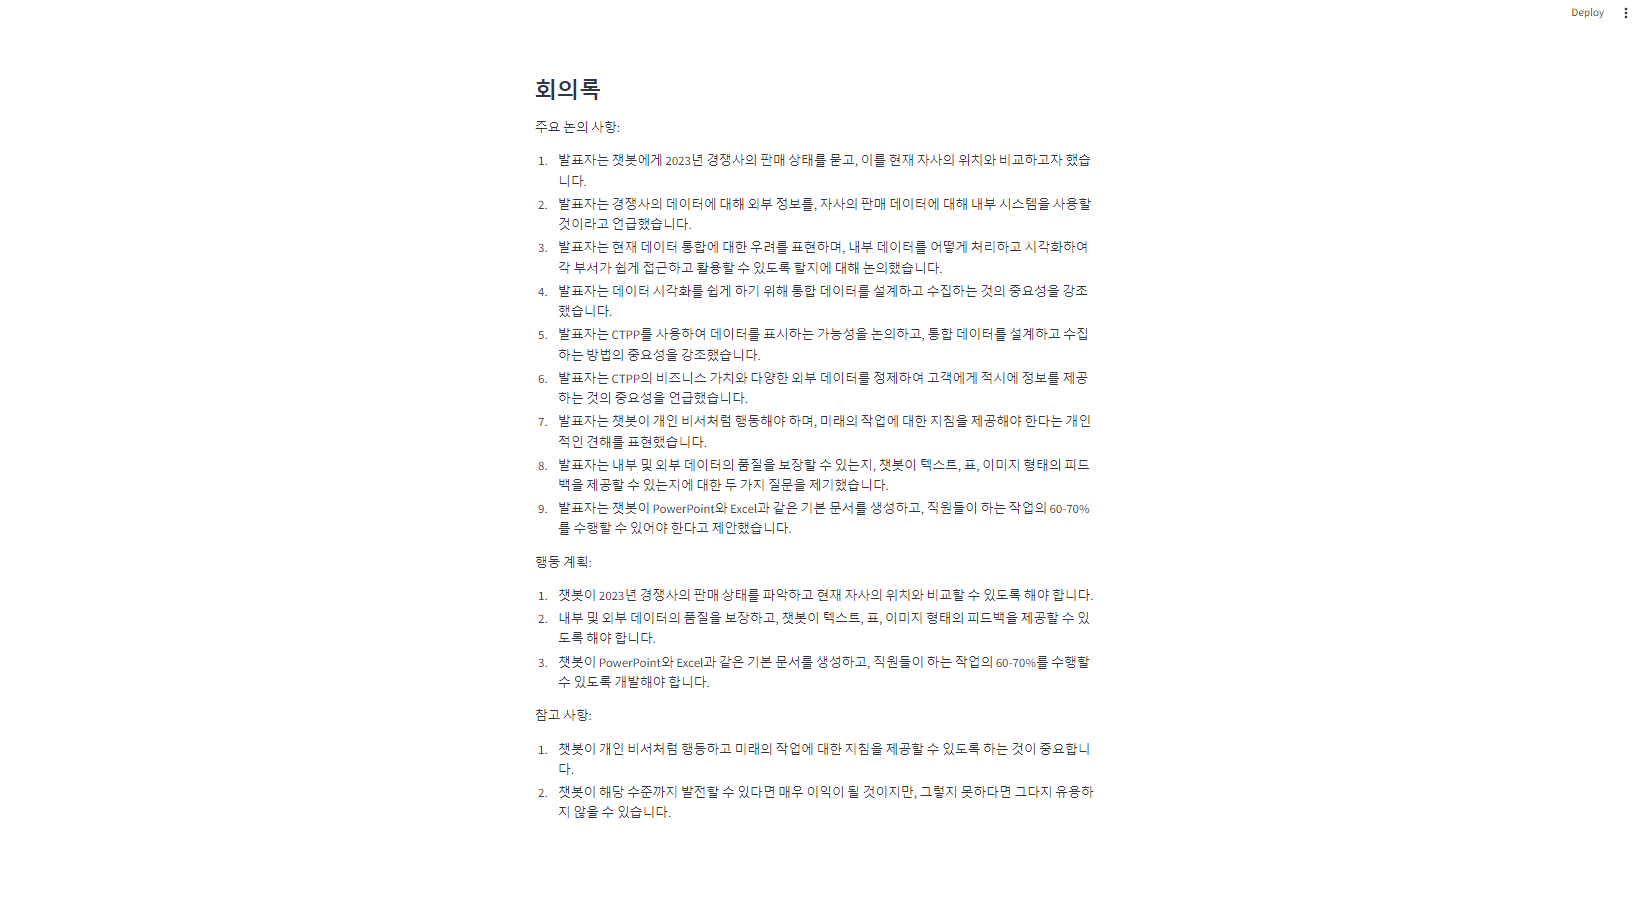 Deploy
회의록
주요 논의 사항:
1. 발표자는 챗봇에게 2023년 경쟁사의 판매 상태를 묻고, 이를 현재 자사의 위치와 비교하고자 했습
니다.
2. 발표자는 경쟁사의 데이터에 대해 외부 정보를, 자사의 판매 데이터에 대해 내부 시스템을 사용할
것이라고 언급했습니다.
3. 발표자는 현재 데이터 통합에 대한 우려를 표현하며, 내부 데이터를 어떻게 처리하고 시각화하여
각 부서가 쉽게 접근하고 활용할 수 있도록 할지에 대해 논의했습니다.
4. 발표자는 데이터 시각화를 쉽게 하기 위해 통합 데이터를 설계하고 수집하는 것의 중요성을 강조
했습니다.
5. 발표자는 CTPP를 사용하여 데이터를 표시하는 가능성을 논의하고, 통합 데이터를 설계하고 수집
하는 방법의 중요성을 강조했습니다.
6. 발표자는 CTPP의 비즈니스 가치와 다양한 외부 데이터를 정제하여 고객에게 적시에 정보를 제공
하는 것의 중요성을 언급했습니다.
7. 발표자는 챗봇이 개인 비서처럼 행동해야 하며, 미래의 작업에 대한 지침을 제공해야 한다는 개인
적인 견해를 표현했습니다.
8. 발표자는 내부 및 외부 데이터의 품질을 보장할 수 있는지, 챗봇이 텍스트, 표, 이미지 형태의 피드
백을 제공할 수 있는지에 대한 두 가지 질문을 제기했습니다.
9. 발표자는 챗봇이 PowerPoint와 Excel과 같은 기본 문서를 생성하고, 직원들이 하는 작업의 60-70%
를 수행할 수 있어야 한다고 제안했습니다.
행동 계획:
1. 챗봇이 2023년 경쟁사의 판매 상태를 파악하고 현재 자사의 위치와 비교할 수 있도록 해야 합니다.
2. 내부 및 외부 데이터의 품질을 보장하고, 챗봇이 텍스트, 표, 이미지 형태의 피드백을 제공할 수 있
도록 해야 합니다.
3. 챗봇이 PowerPoint와 Excel과 같은 기본 문서를 생성하고, 직원들이 하는 작업의 60-70%를 수행할
수 있도록 개발해야 합니다.
참고 사항:
1. 챗봇이 개인 비서처럼 행동하고 미래의 작업에 대한 지침을 제공할 수 있도록 하는 것이 중요합니
다.
2. 챗봇이 해당 수준까지 발전할 수 있다면 매우 이익이 될 것이지만, 그렇지 못하다면 그다지 유용하
지 않을 수 있습니다.